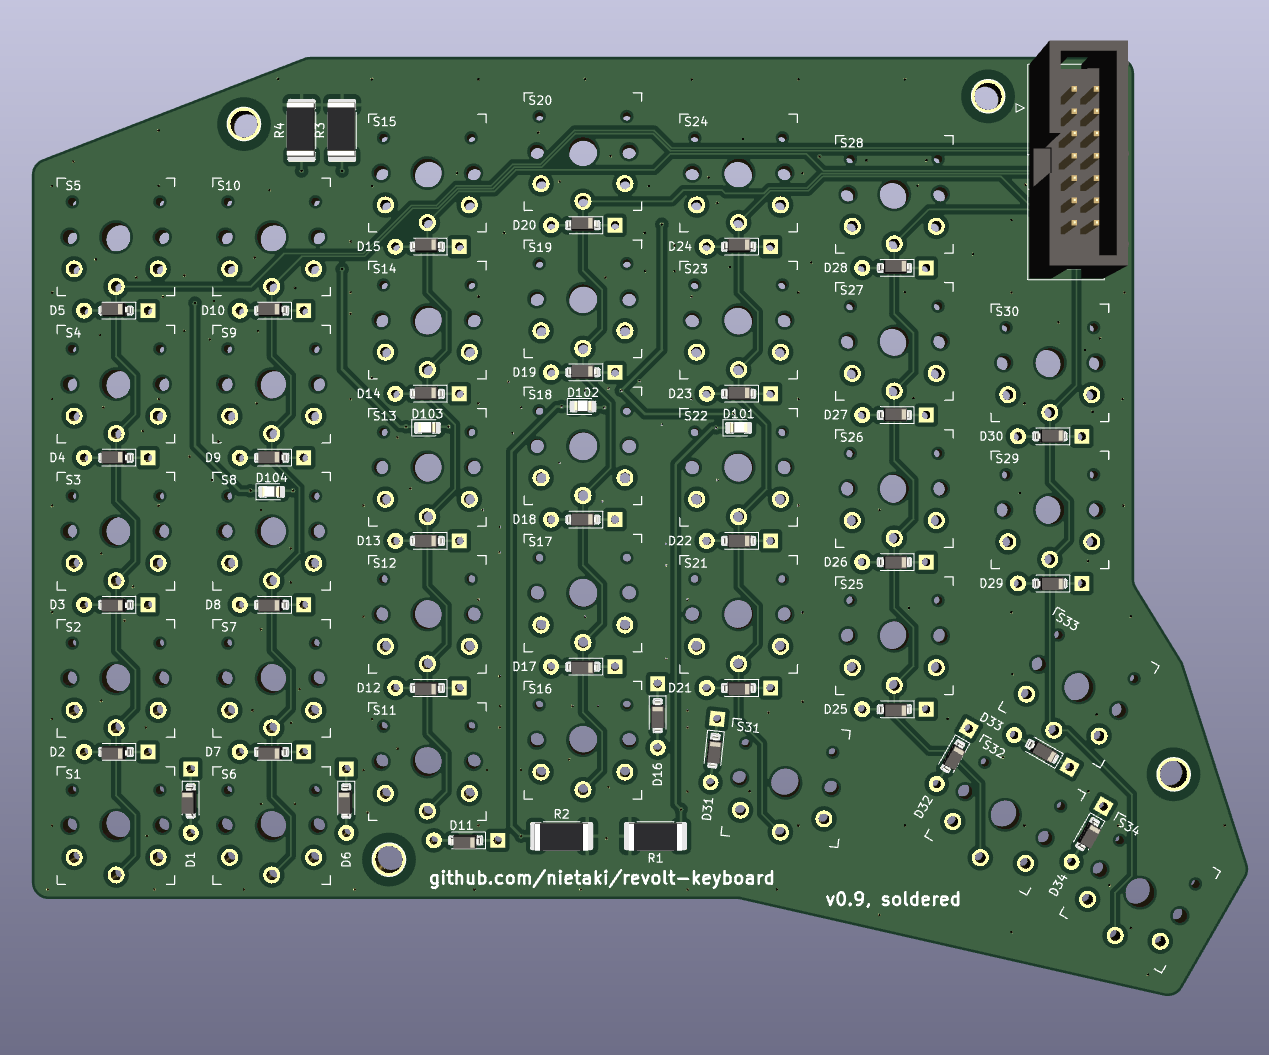 S20
R4
R3
S15
S24
S28
S5
S10
D15
D20
S19
D24
D28
S14
S23
S27
D5
D10
S30
S4
S9
D14
D19
S18
D102
D23
S13
D103
S22
D101
D27
S26
D30
S29
D4
D9
S3
S8
D104
D18
D13
S17
D22
S12
S21
D26
S25
D29
D3
D8
S33
S2
S7
D17
D12
S16
D21
S11
D25
S31
D33
S32
D2
D7
D16
S1
S6
D31
D32
D1
D6
D11
R2
R1
S34
D34
github.com/nietaki/revolt-keyboard
v0.9, soldered